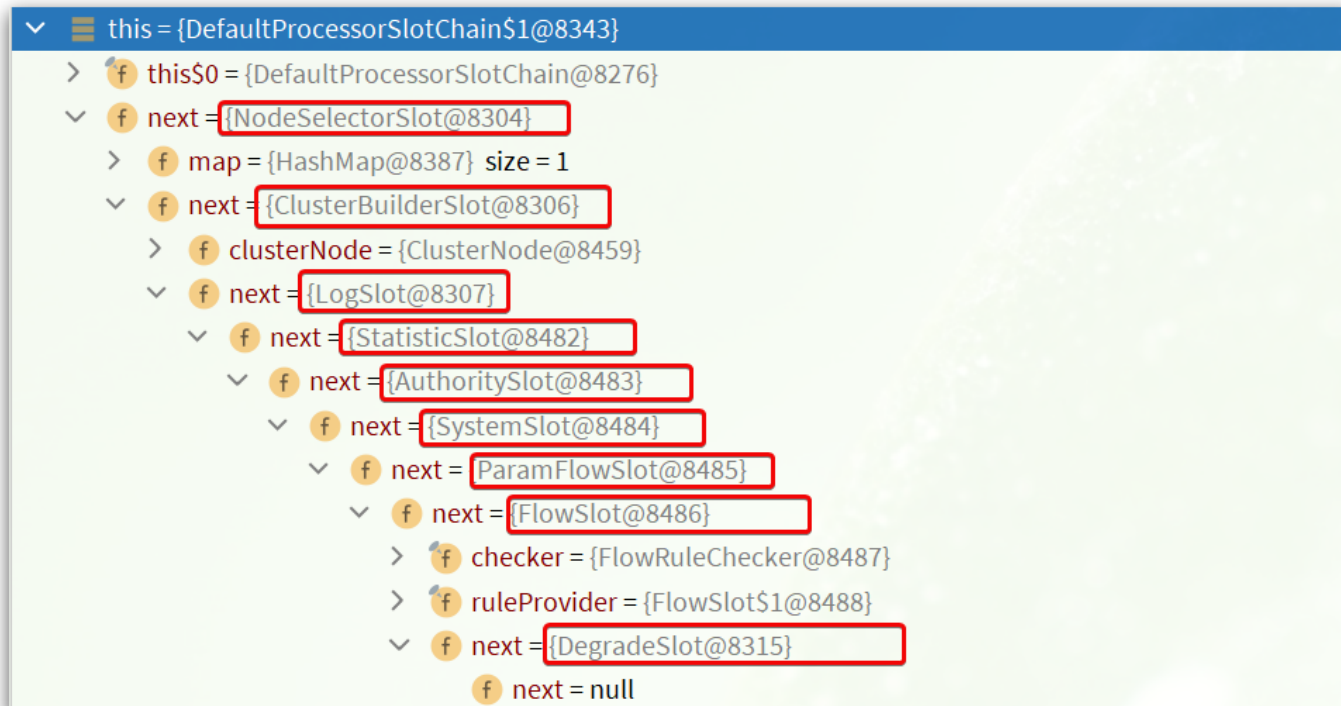 this = {DefaultProcessorSlotChain$1@8343}
f this$0 = {DefaultProcessorSlotChain@8276}
f next = {NodeSelectorSlot@8304}
f map = {HashMap@8387} size = 1
f next = {ClusterBuilderSlot@8306}
f clusterNode = {ClusterNode@8459}
f next = {LogSlot@8307}
f next = {StatisticSlot@8482}
f next = {AuthoritySlot@8483}
f next = {SystemSlot@8484}
f next = {ParamFlowSlot@8485}
f next = {FlowSlot@8486}
f checker = {FlowRuleChecker@8487}
f ruleProvider = {FlowSlot$1@8488}
f next = {DegradeSlot@8315}
f next = null